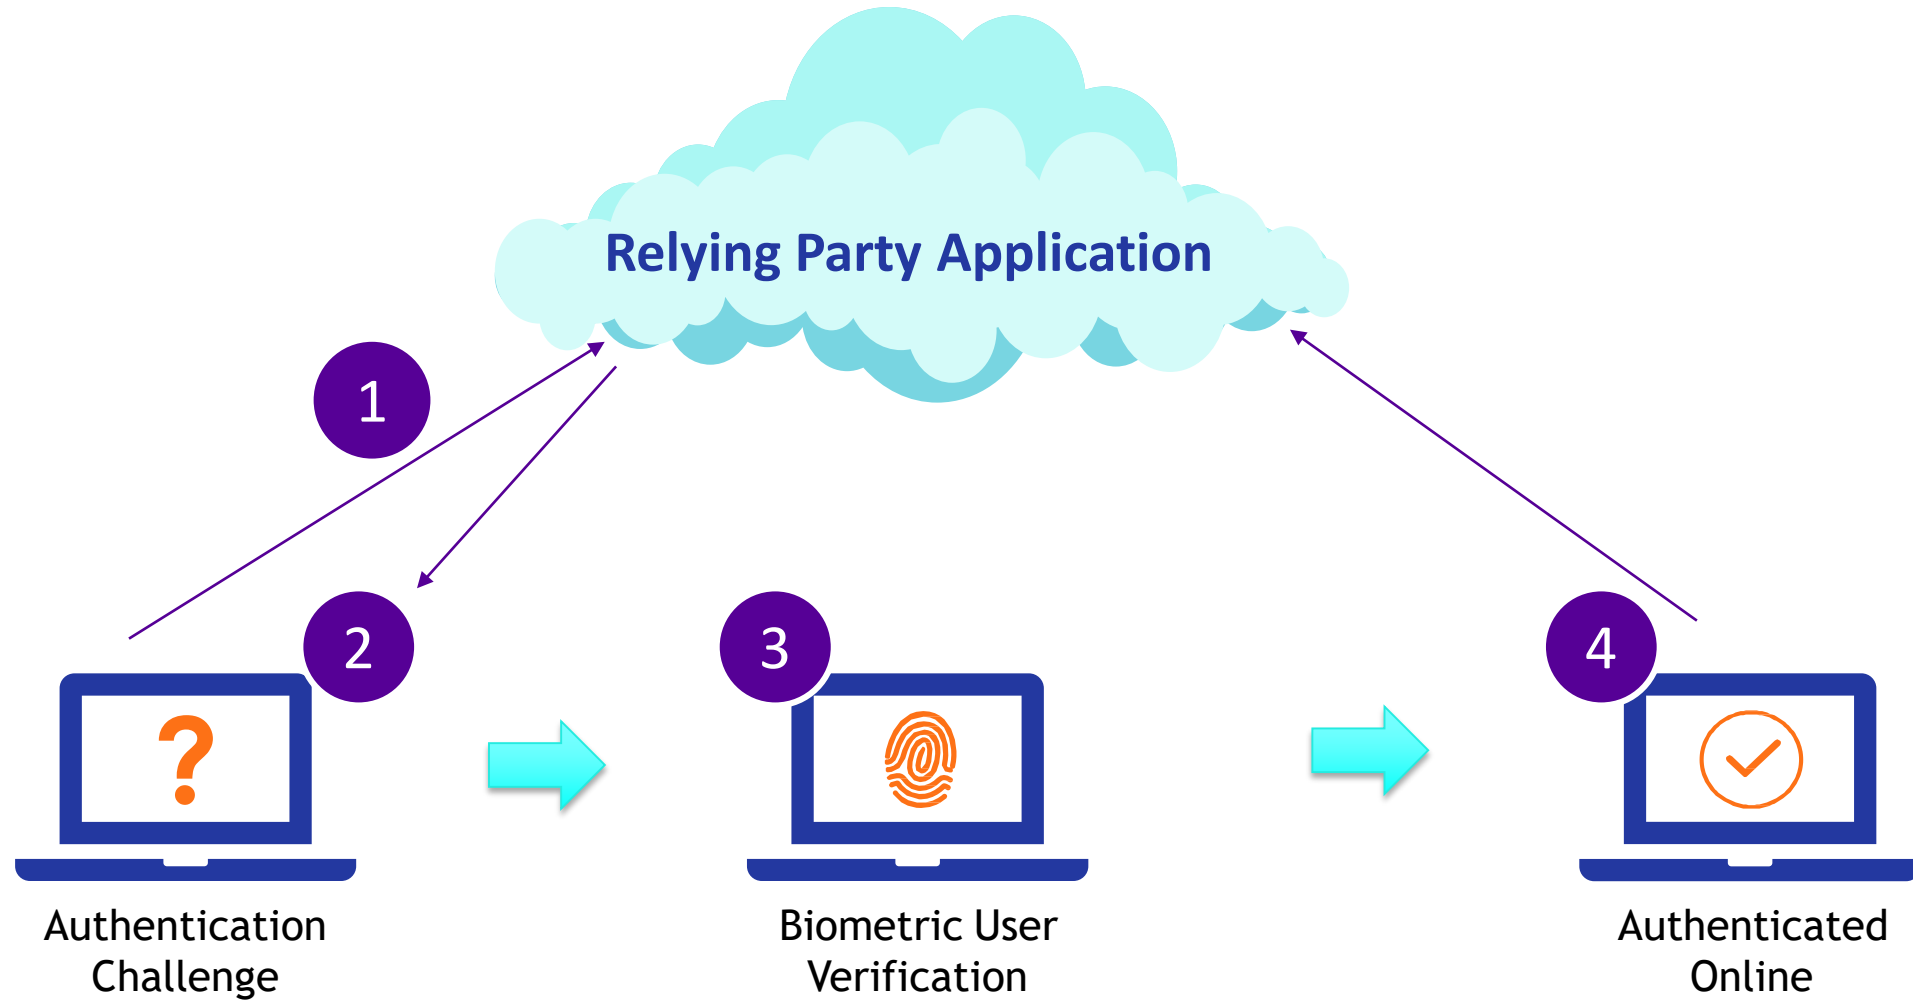 Relying Party Application
1
2
3
4
Authentication
Challenge
Biometric User
Verification
Authenticated
Online